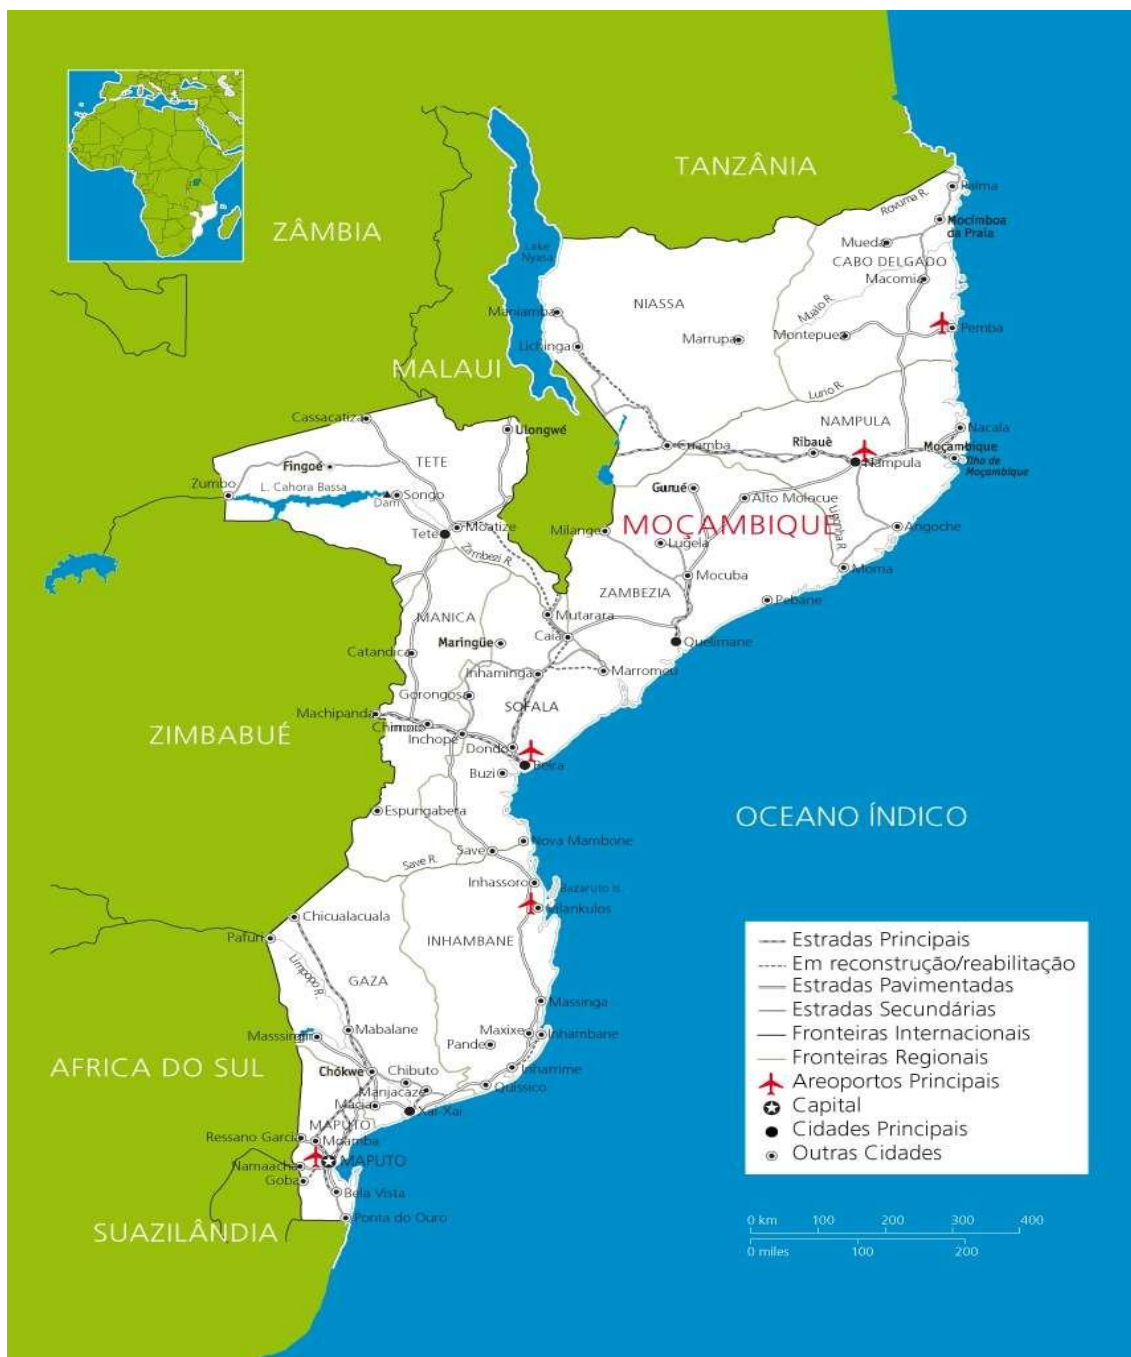 TANZÂNIA
ZÂMBIA
MALAUI
ZIMBABUÉ
AFRICA DO SUL
SUAZILÂNDIA
OCEANO ÍNDICO
MOÇAMBIQUE
Lake
Nyasa
Rovuma R.
Palma
Mocímboa
da Praia
Mueda
CABO DELGADO
Macomia
NIASSA
Maniamba
Lichinga
Marrupa
Montepuez
Pemba
Lurio R.
NAMPULA
Nacala
Cuamba
Ribauè
Nampula
Moçambique
Ilha de
Moçambique
Cassacatiza
Ulongwé
TETE
Fingoé
Zumbo
L. Cahora Bassa
Dam
Songo
Gurué
Alto Molocue
Angoche
Moma
Milange
Lugela
Mocuba
ZAMBEZIA
Pebane
Quelimane
Moatize
Tete
Zambezi R.
MANICA
Mutarara
Caia
Maringüe
Catandica
Inhaminga
Marromeu
Gorongosa
SOFALA
Machipanda
Inchope
Dondo
Beira
Buzi
Espungabera
Nova Mambone
Save
Save R.
Inhassoro
Bazaruto Is
Chicualacuala
Pafuri
INHAMBANE
Limpopo R.
GAZA
Massinga
Mabalane
Maxixe
Inhambane
Pande
Chókwe
Chibuto
Inharrime
Manjacaze
Quissico
Macia
Xai-Xai
MAPUTO
Ressano Garcia
Moamba
MAPUTO
Namaacha
Goba
Bela Vista
Ponta do Ouro
Estradas Principais
Em reconstrução/reabilitação
Estradas Pavimentadas
Estradas Secundárias
Fronteiras Internacionais
Fronteiras Regionais
Areoportos Principais
Capital
Cidades Principais
Outras Cidades
0 km 100 200 300 400
0 miles 100 200